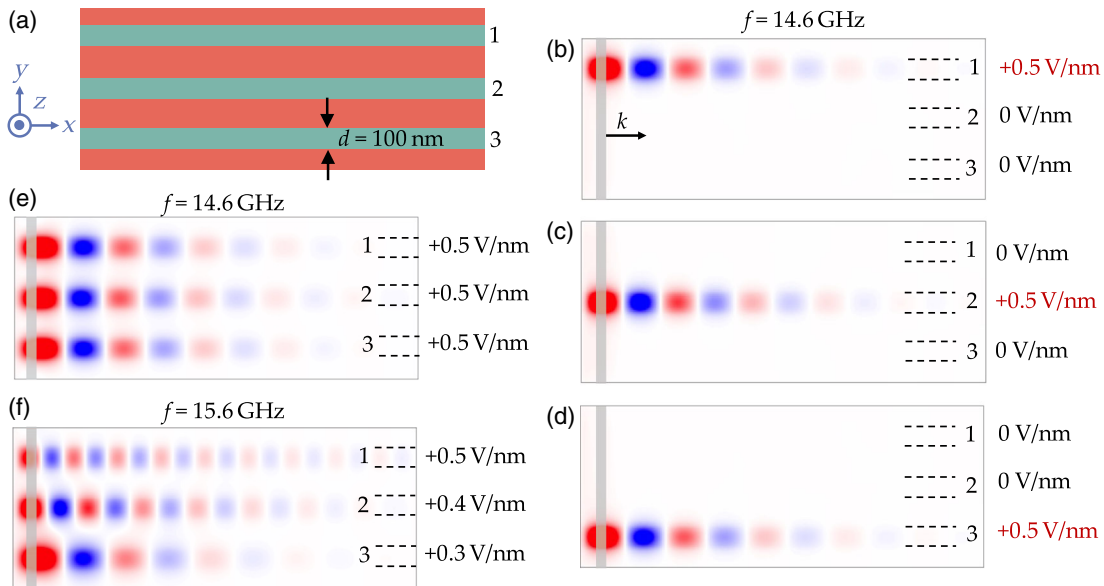 (a)
1
2
3
d = 100 nm
y
z
x
(b)
f = 14.6 GHz
1 +0.5 V/nm
2 0 V/nm
3 0 V/nm
k
(c)
1 0 V/nm
2 +0.5 V/nm
3 0 V/nm
(d)
1 0 V/nm
2 0 V/nm
3 +0.5 V/nm
(e)
f = 14.6 GHz
1 +0.5 V/nm
2 +0.5 V/nm
3 +0.5 V/nm
(f)
f = 15.6 GHz
1 +0.5 V/nm
2 +0.4 V/nm
3 +0.3 V/nm